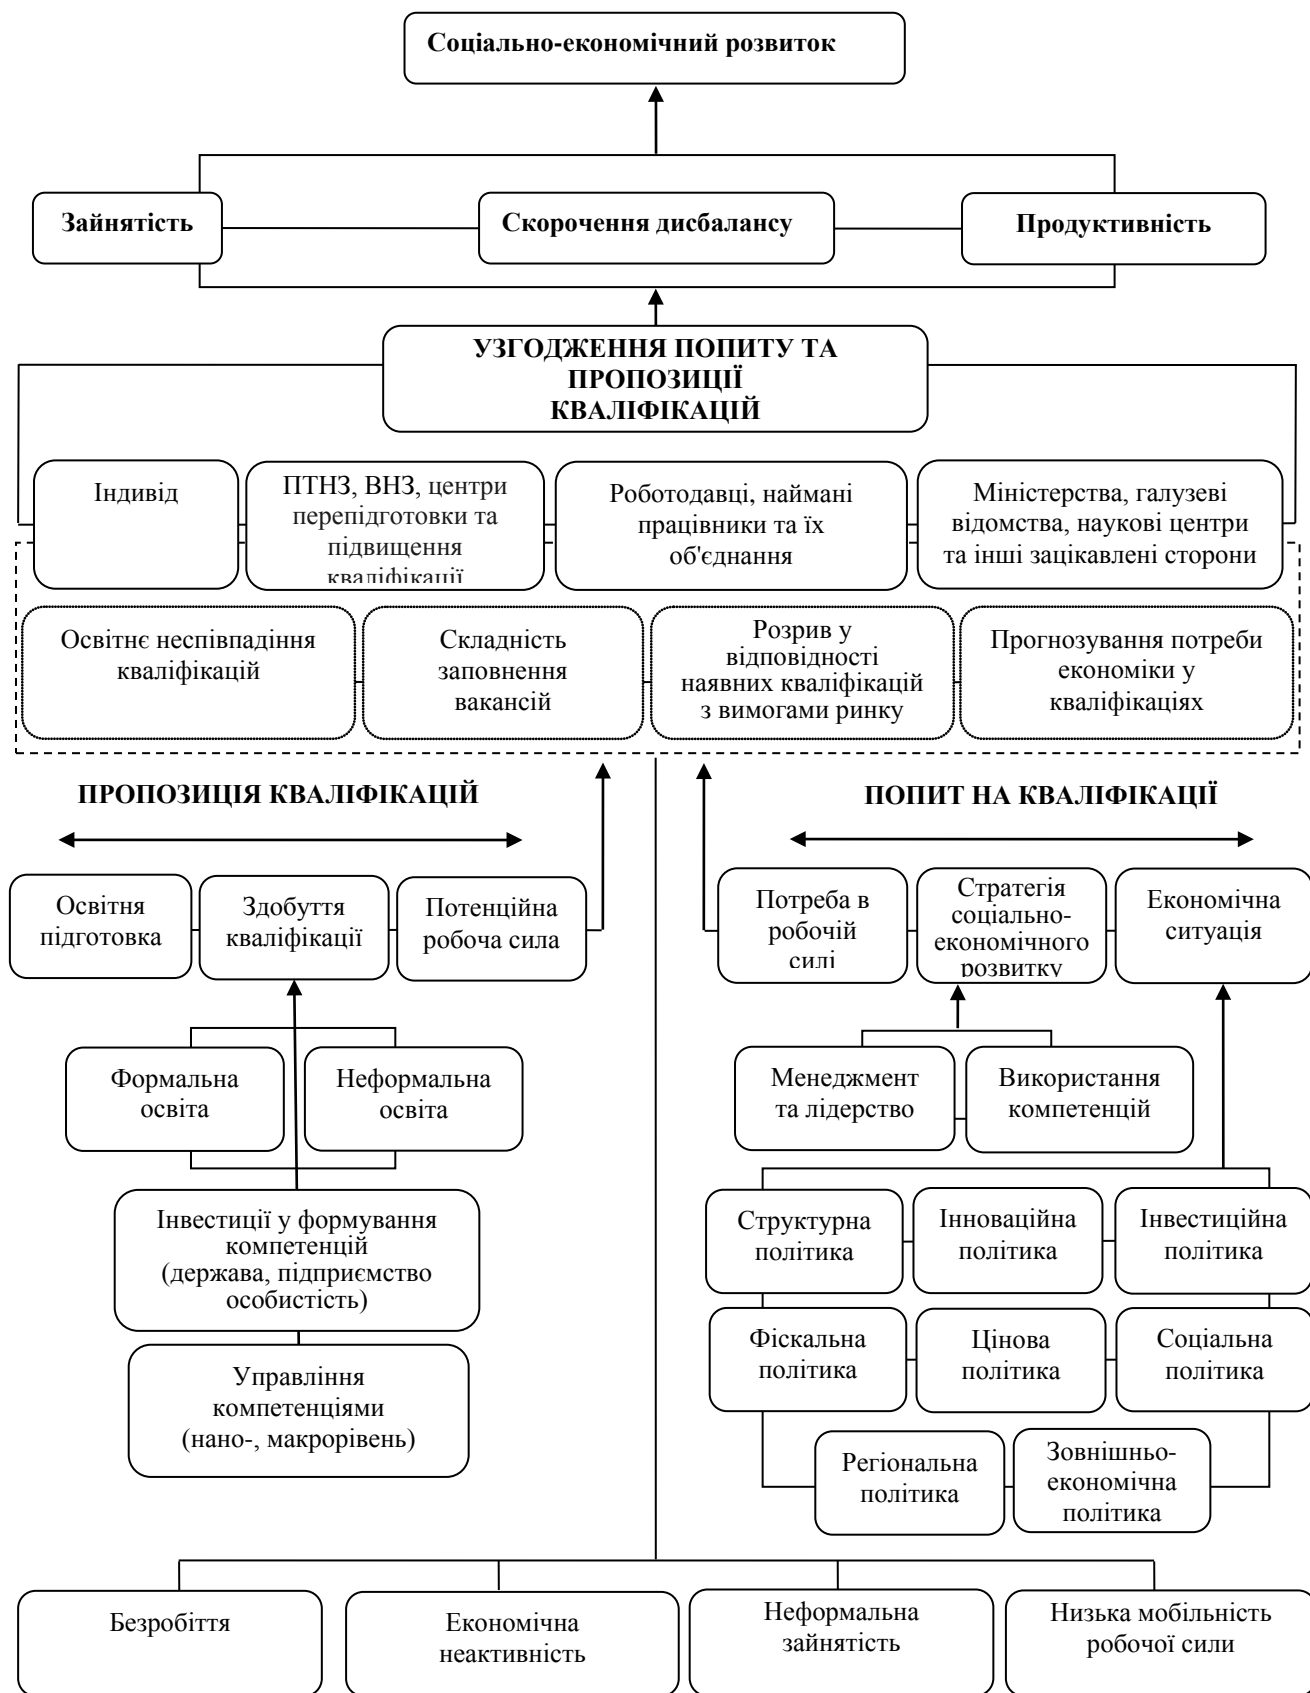 Соціально-економічний розвиток
Зайнятість
Скорочення дисбалансу
Продуктивність
УЗГОДЖЕННЯ ПОПИТУ ТА
ПРОПОЗИЦІЇ
КВАЛІФІКАЦІЙ
Індивід
ПТНЗ, ВНЗ, центри
перепідготовки та
підвищення
кваліфікації
Роботодавці, наймані
працівники та їх
об'єднання
Міністерства, галузеві
відомства, наукові центри
та інші зацікавлені сторони
Освітнє неспівпадіння
кваліфікацій
Складність
заповнення
вакансій
Розрив у
відповідності
наявних кваліфікацій
з вимогами ринку
Прогнозування потреби
економіки у
кваліфікаціях
ПРОПОЗИЦІЯ КВАЛІФІКАЦІЙ
ПОПИТ НА КВАЛІФІКАЦІЇ
Освітня
підготовка
Здобуття
кваліфікації
Потенційна
робоча сила
Потреба в
робочій
силі
Стратегія
соціально-
економічного
розвитку
Економічна
ситуація
Формальна
освіта
Неформальна
освіта
Менеджмент
та лідерство
Використання
компетенцій
Інвестиції у формування
компетенцій
(держава, підприємство
особистість)
Структурна
політика
Інноваційна
політика
Інвестиційна
політика
Фіскальна
політика
Цінова
політика
Соціальна
політика
Управління
компетенціями
(нано-, макрорівень)
Регіональна
політика
Зовнішньо-
економічна
політика
Безробіття
Економічна
неактивність
Неформальна
зайнятість
Низька мобільність
робочої сили